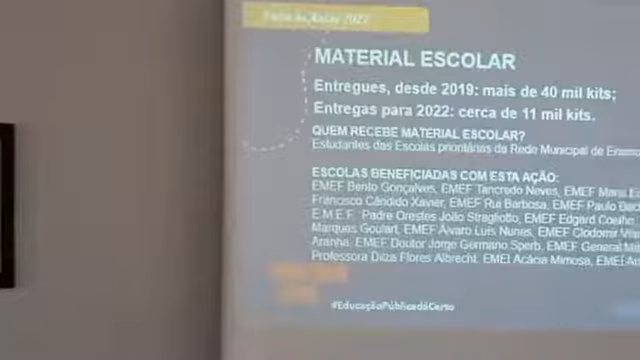 MATERIAL ESCOLAR
Entregues, desde 2019: mais de 40 mil kits;
Entregas para 2022: cerca de 11 mil kits.
QUEM RECEBE MATERIAL ESCOLAR?
Estudantes das Escolas prioritárias da Rede Municipal de
ESCOLAS BENEFICIADAS COM ESTA AÇÃO:
EMEF Bento Gonçalves, EMEF Tancredo Neves, EMEF
Francisco Cândido Xavier, EMEF Rui Barbosa, EMEF Paulo
E.M.E.F. Padre Orestes João Stragliotto, EMEF Edgard Coelho
Marques Goulart, EMEF Álvaro Luís Nunes, EMEF Clodomir
Aranha, EMEF Doutor Jorge Germano Sperb, EMEF General
Professora Dilza Flores Albrecht, EMEI Acácia Mimosa, EMEI
#EducaçãoPúblicadáCerto